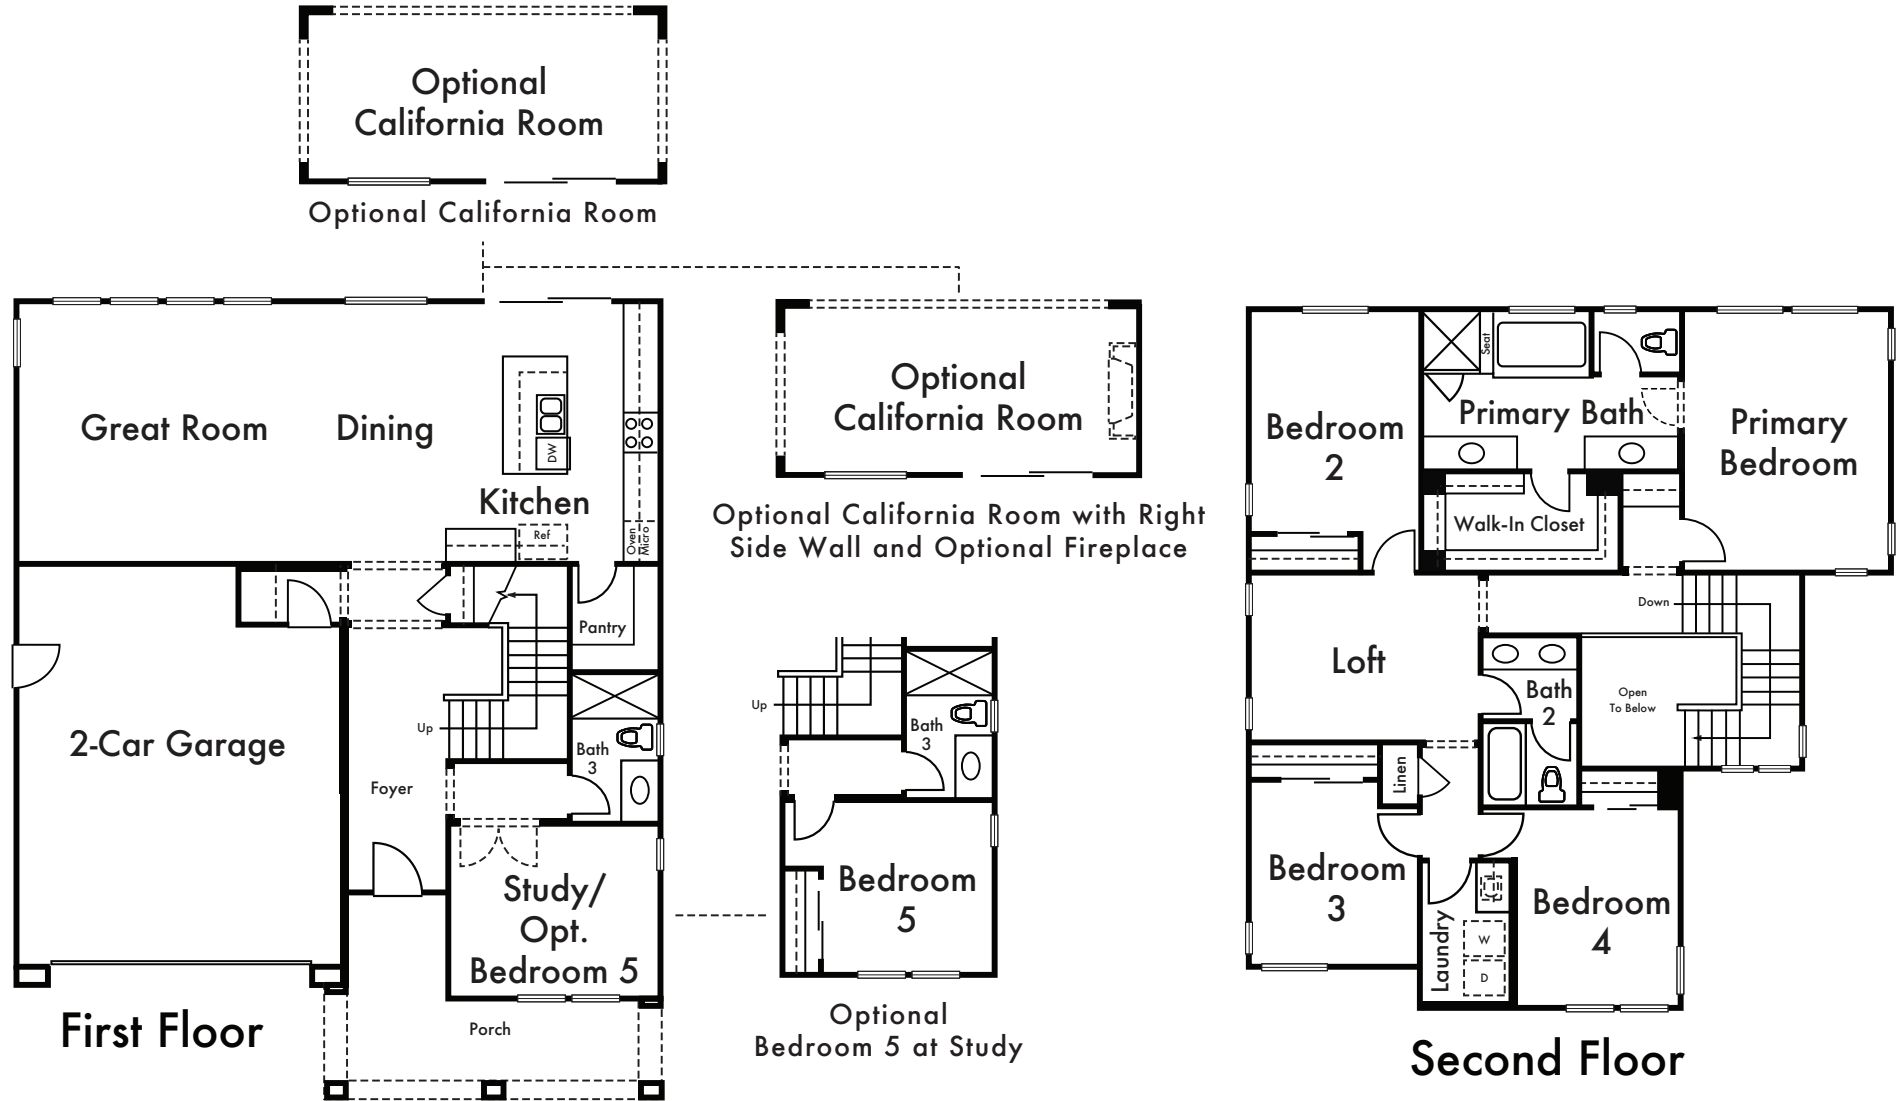 Optional
California Room
Optional California Room
Great Room
Dining
DW
Kitchen
Ref
Oven
Micro
Pantry
2-Car Garage
Up
Bath
3
Foyer
Study/
Opt.
Bedroom 5
Porch
First Floor
Optional
California Room
Optional California Room with Right
Side Wall and Optional Fireplace
Up
Bath
3
Bedroom
5
Optional
Bedroom 5 at Study
Bedroom
2
Seat
Primary Bath
Primary
Bedroom
Walk-In Closet
Down
Loft
Bath
2
Open
To Below
Linen
Bedroom
3
Laundry
W
D
Bedroom
4
Second Floor